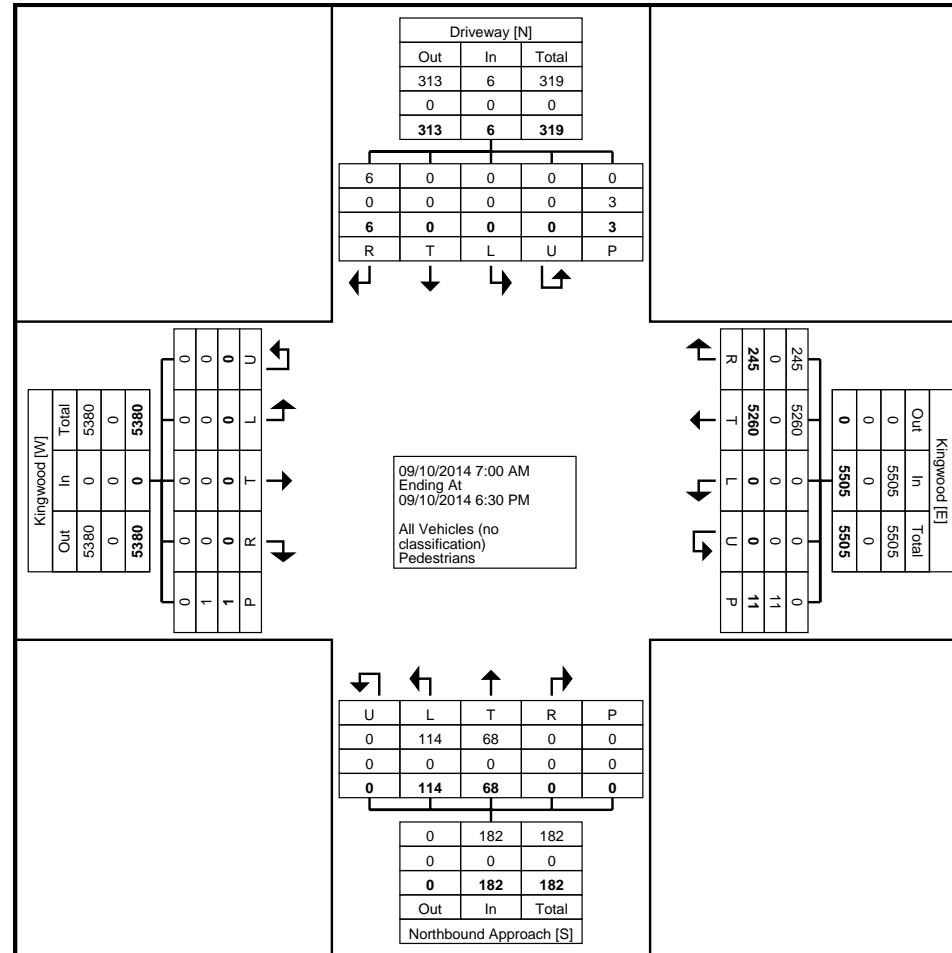 Driveway [N]
Out In Total
313 6 319
0 0 0
313 6 319
6 0 0 0 0
0 0 0 0 3
6 0 0 0 3
R T L U P
Kingwood [W]
Total In Out
5380 0 5380
0 0 0
5380 0 5380
0 0 0 0 0
0 0 0 0 1
0 0 0 0 1
U L T R P
09/10/2014 7:00 AM
Ending At
09/10/2014 6:30 PM
All Vehicles (no
classification)
Pedestrians
R T L U P
245 5260 0 0 11
0 0 0 0 11
245 5260 0 0 0
Out In Total
0 5505 5505
0 0 0
0 5505 5505
Kingwood [E]
U L T R P
0 114 68 0 0
0 0 0 0 0
0 114 68 0 0
0 182 182
0 0 0
0 182 182
Out In Total
Northbound Approach [S]